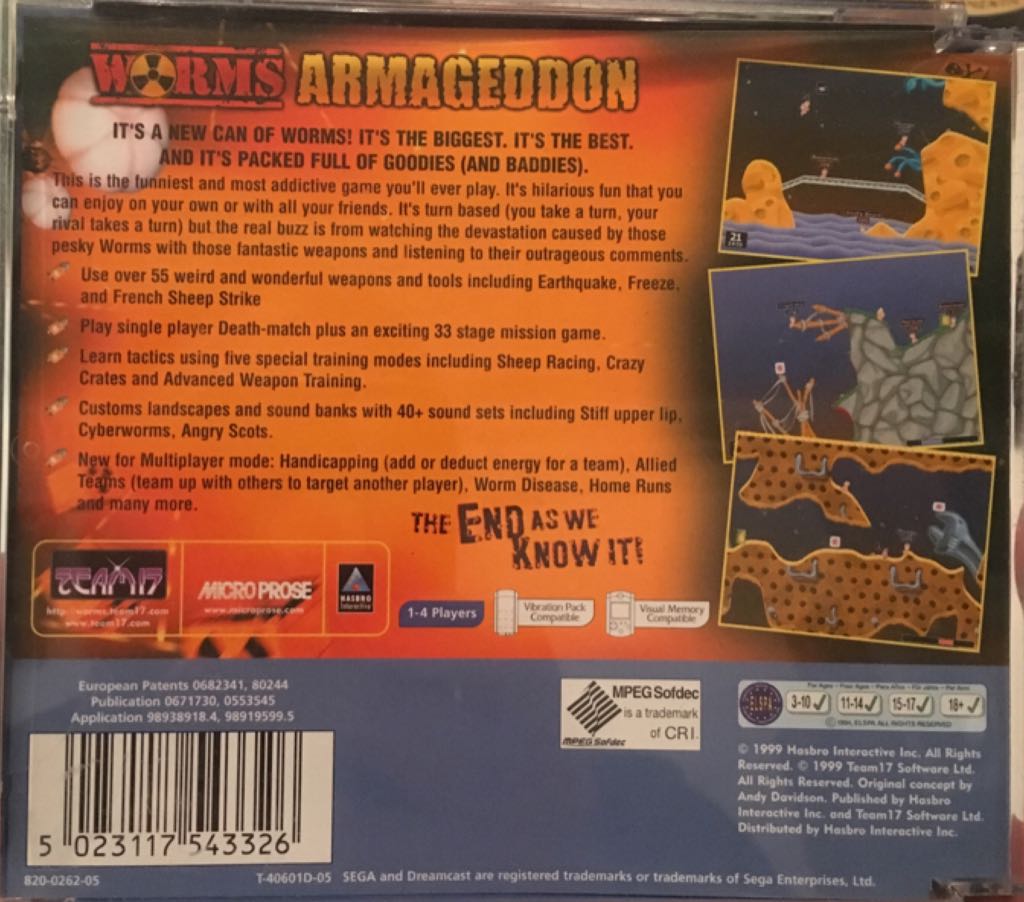 WORMS ARMAGEDDON
IT'S A NEW CAN OF WORMS! IT'S THE BIGGEST. IT'S THE BEST.
AND IT'S PACKED FULL OF GOODIES (AND BADDIES).
This is the funniest and most addictive game you'll ever play. It's hilarious fun that you
can enjoy on your own or with all your friends. It's turn based (you take a turn, your
rival takes a turn) but the real buzz is from watching the devastation caused by those
pesky Worms with those fantastic weapons and listening to their outrageous comments.
Use over 55 weird and wonderful weapons and tools including Earthquake, Freeze,
and French Sheep Strike
Play single player Death-match plus an exciting 33 stage mission game.
Learn tactics using five special training modes including Sheep Racing, Crazy
Crates and Advanced Weapon Training.
Customs landscapes and sound banks with 40+ sound sets including Stiff upper lip,
Cyberworms, Angry Scots.
New for Multiplayer mode: Handicapping (add or deduct energy for a team), Allied
Teams (team up with others to target another player), Worm Disease, Home Runs
and many more.
THE END AS WE
KNOW IT!
21
TEAM17
http://worms.team17.com
www.team17.com
MICROPROSE
www.microprose.com
HASBRO
Interactive
1-4 Players
Vibration Pack
Compatible
Visual Memory
Compatible
European Patents 0682341, 80244
Publication 0671730, 0553545
Application 98938918.4, 98919599.5
MPEG Sofdec
is a trademark
of CRI.
MPEG Sofdec
ELSPA
3-10 11-14 15-17 18+
© 1994, ELSPA. ALL RIGHTS RESERVED
© 1999 Hasbro Interactive Inc. All Rights
Reserved. © 1999 Team17 Software Ltd.
All Rights Reserved. Original concept by
Andy Davidson. Published by Hasbro
Interactive Inc. and Team17 Software Ltd.
Distributed by Hasbro Interactive Inc.
5 023117 543326
820-0262-05
T-40601D-05 SEGA and Dreamcast are registered trademarks or trademarks of Sega Enterprises, Ltd.